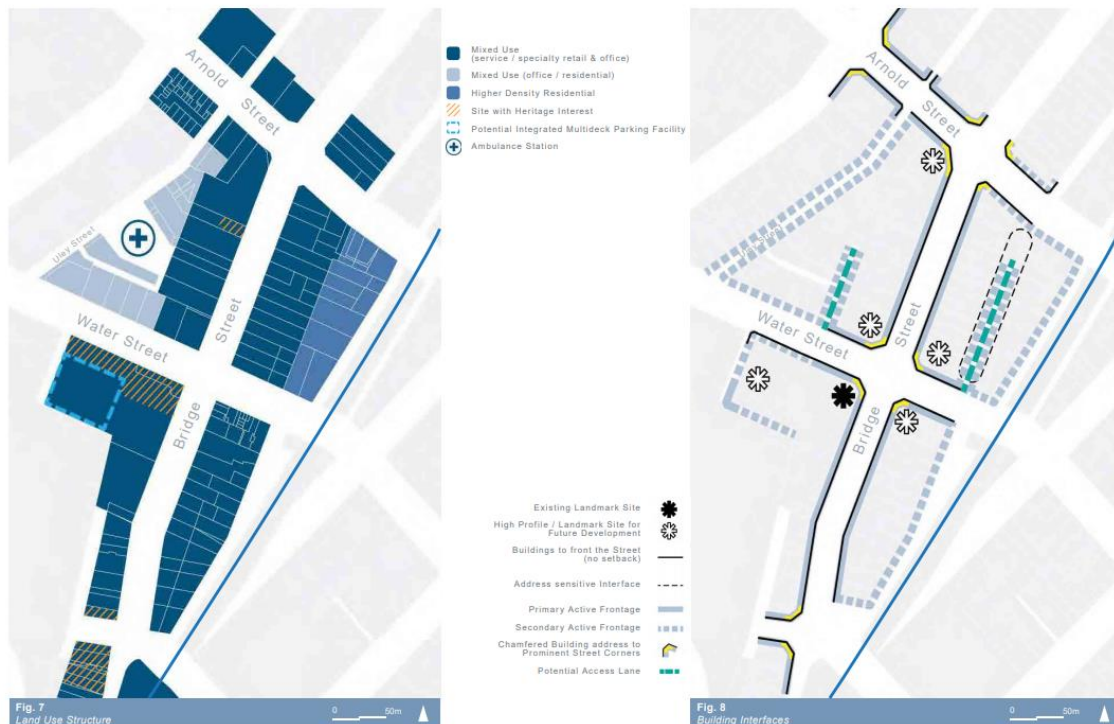 Arnold
Street
Uley Street
Water Street
Street
Bridge
Fig. 7
Land Use Structure
0 50m
Mixed Use
(service / specialty retail & office)
Mixed Use (office / residential)
Higher Density Residential
Site with Heritage Interest
Potential Integrated Multideck Parking Facility
Ambulance Station
Existing Landmark Site
High Profile / Landmark Site for
Future Development
Buildings to front the Street
(no setback)
Address sensitive Interface
Primary Active Frontage
Secondary Active Frontage
Chamfered Building address to
Prominent Street Corners
Potential Access Lane
Arnold
Street
Uley Street
Water Street
Street
Bridge
Fig. 8
Building Interfaces
0 50m